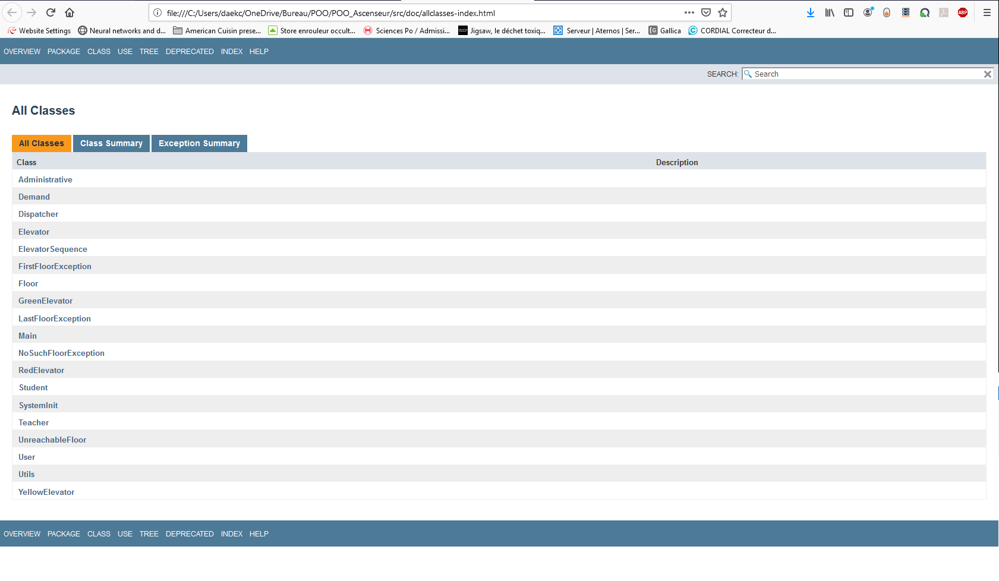 file:///C:/Users/daekc/OneDrive/Bureau/POO/POO_Ascenseur/src/doc/allclasses-index.html
Website Settings Neural networks and d... American Cuisin prese... Store enrouleur occult... Sciences Po / Admissi... Jigsaw, le déchet toxiq... Serveur | Aternos | Ser... Gallica CORDIAL Correcteur d...
OVERVIEW PACKAGE CLASS USE TREE DEPRECATED INDEX HELP
SEARCH: Search
All Classes
All Classes Class Summary Exception Summary
Class Description
Administrative
Demand
Dispatcher
Elevator
ElevatorSequence
FirstFloorException
Floor
GreenElevator
LastFloorException
Main
NoSuchFloorException
RedElevator
Student
SystemInit
Teacher
UnreachableFloor
User
Utils
YellowElevator
OVERVIEW PACKAGE CLASS USE TREE DEPRECATED INDEX HELP